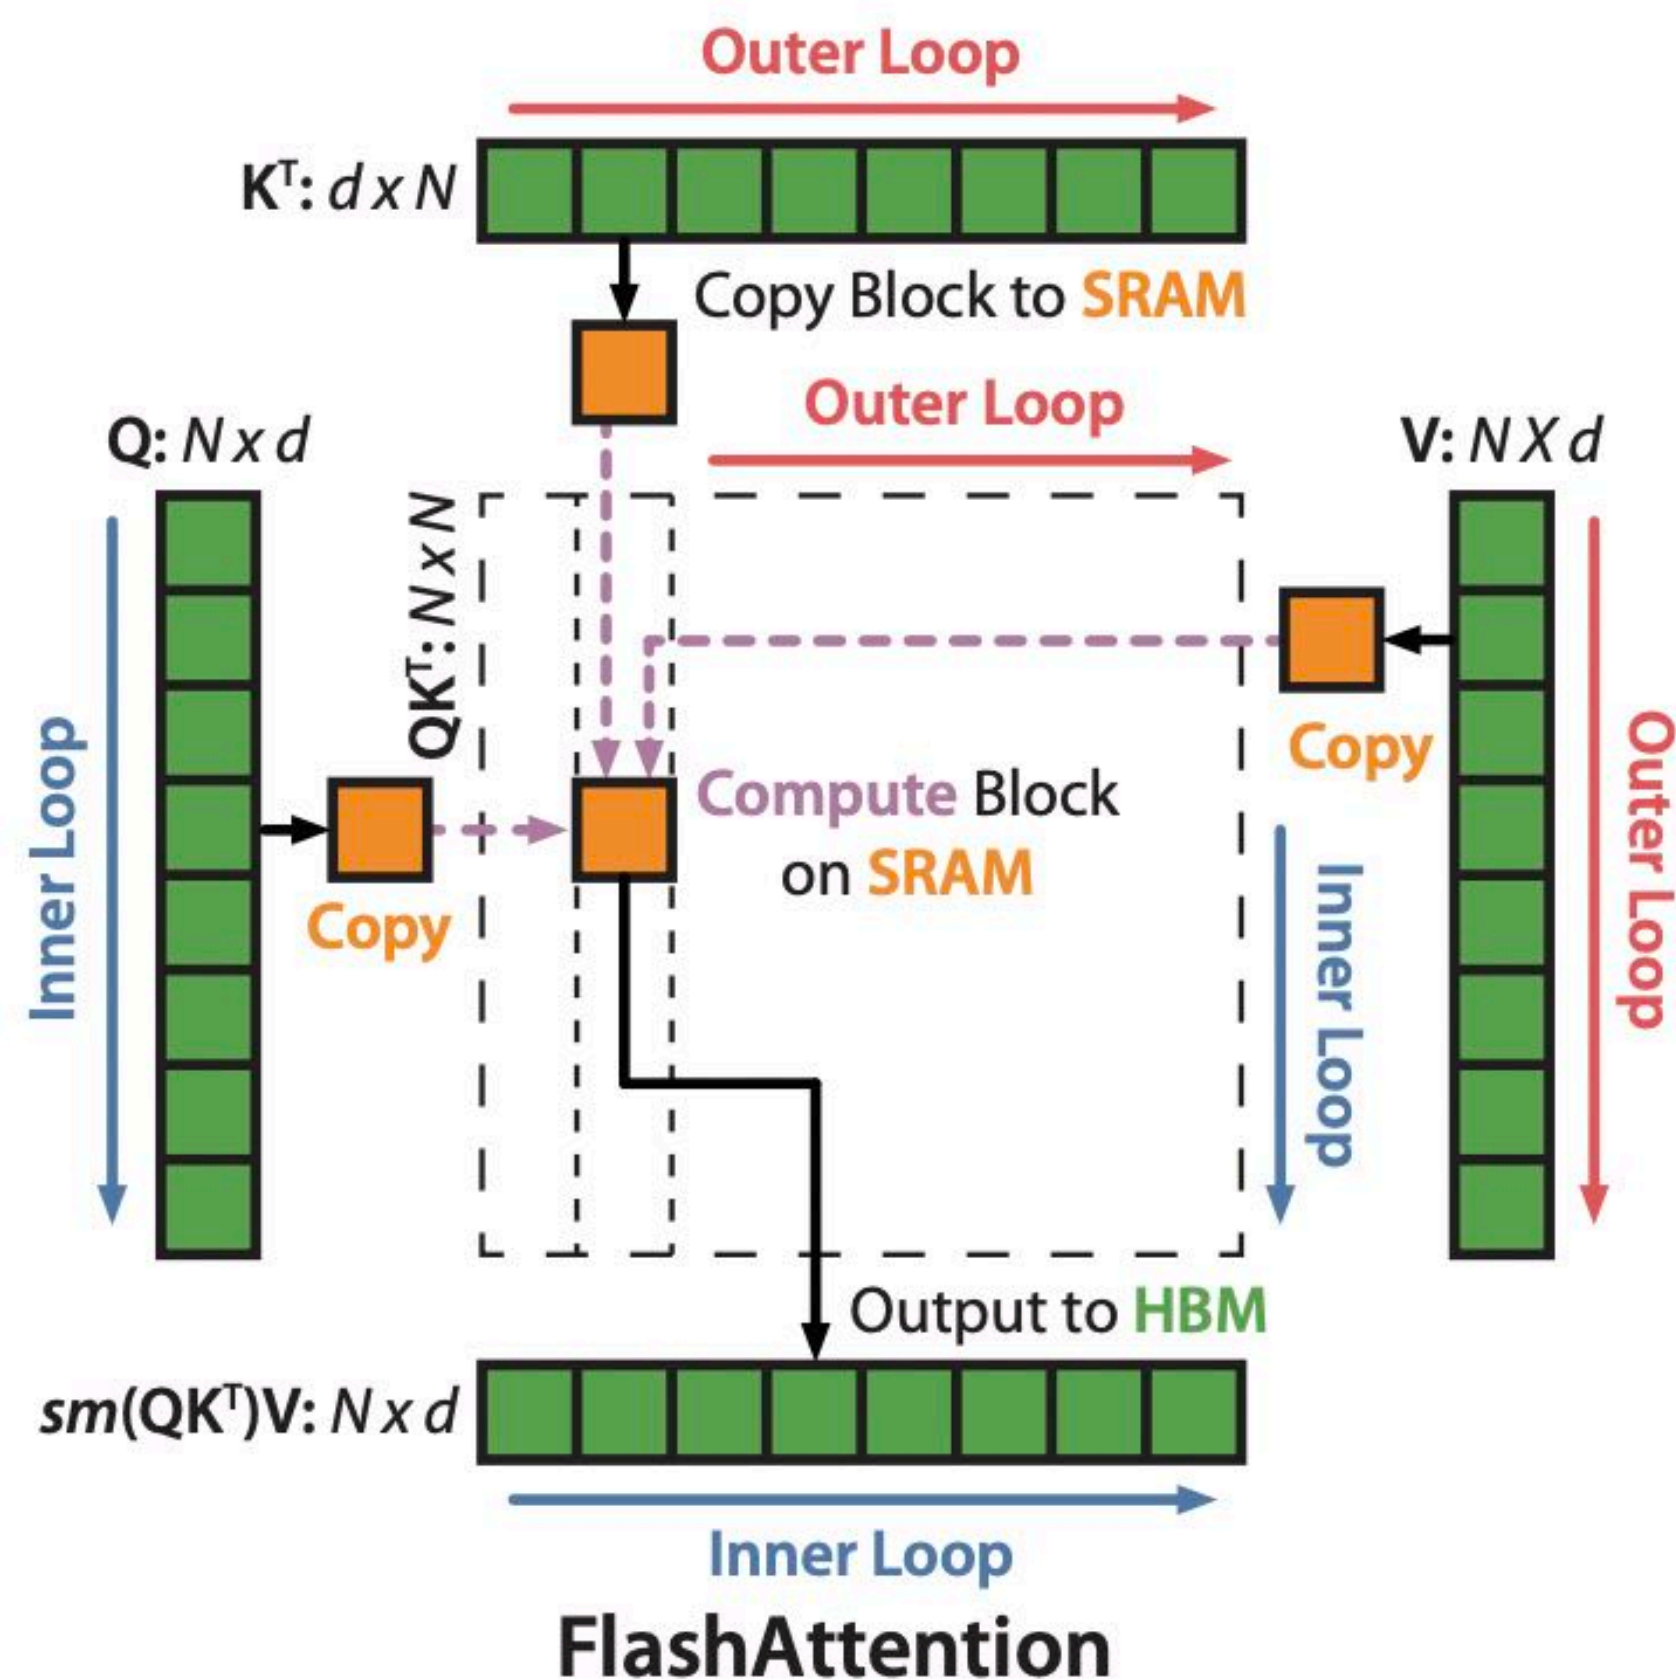 Outer Loop
Kᵀ: d x N
Copy Block to SRAM
Outer Loop
Q: N x d
V: N X d
QKᵀ: N x N
Copy
Inner Loop
Outer Loop
Compute Block
on SRAM
Copy
Inner Loop
Output to HBM
sm(QKᵀ)V: N x d
Inner Loop
FlashAttention